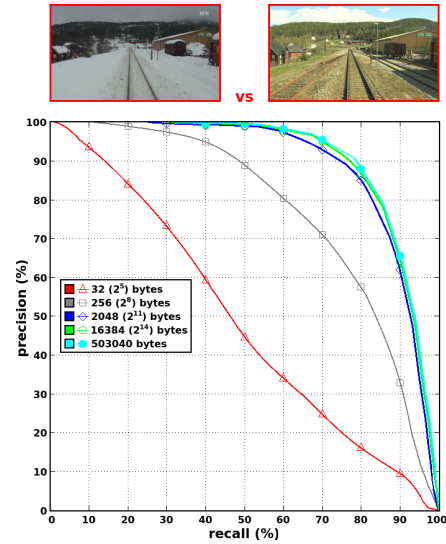 NRK
vs
precision (%)
100
90
80
70
60
50
40
30
20
10
0
32 (2⁵) bytes
256 (2⁸) bytes
2048 (2¹¹) bytes
16384 (2¹⁴) bytes
503040 bytes
0 10 20 30 40 50 60 70 80 90 100
recall (%)